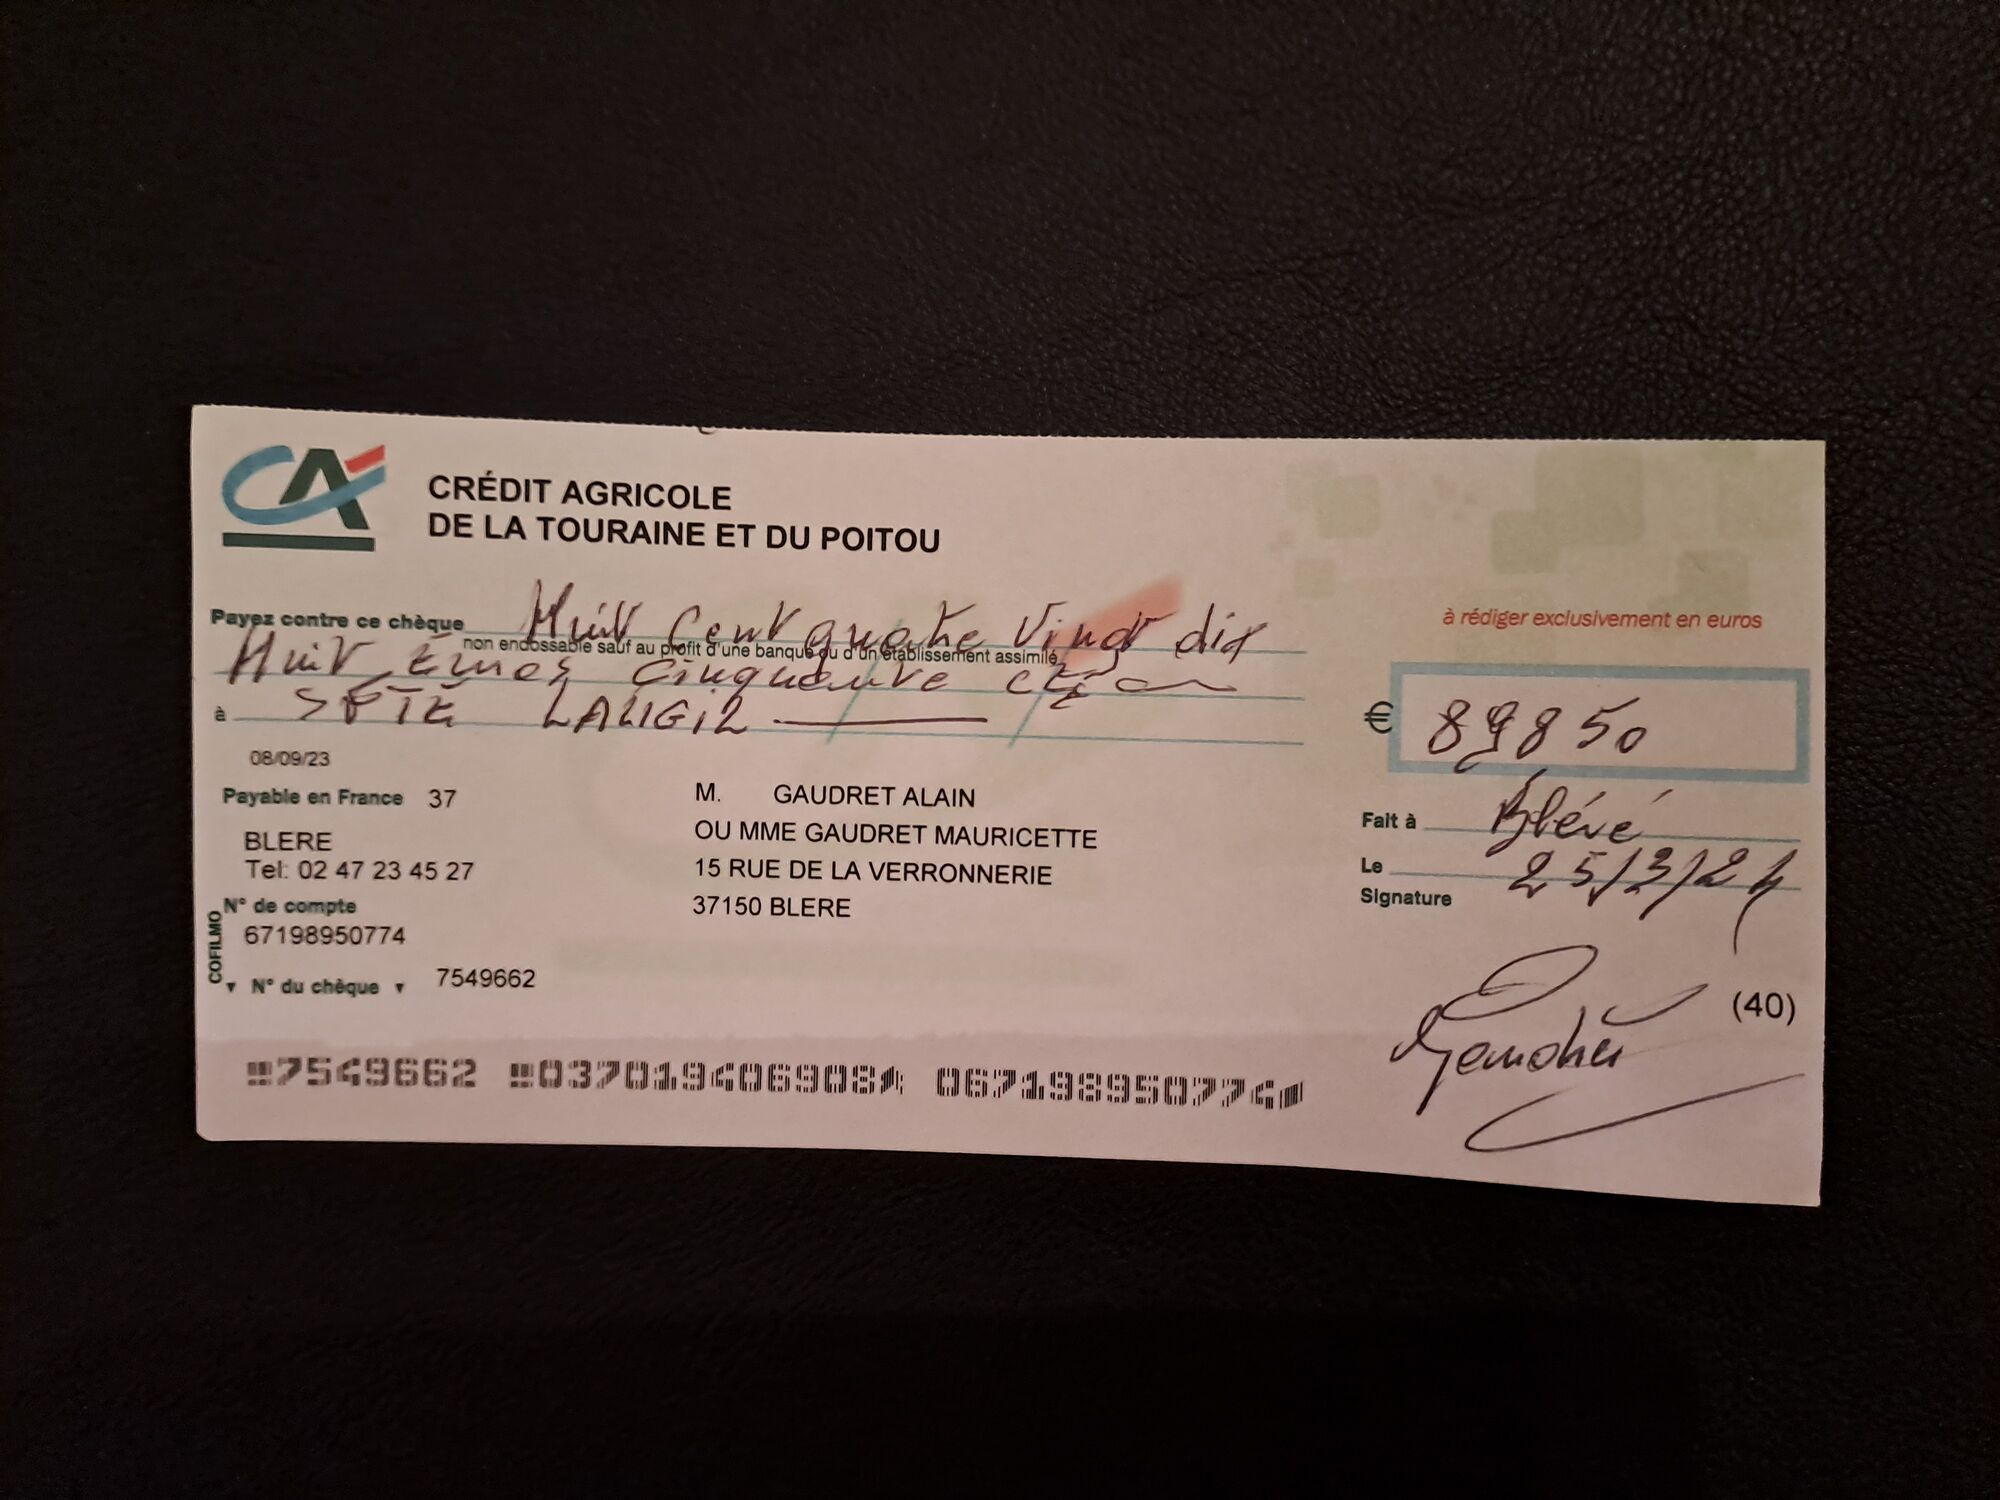 CA
CRÉDIT AGRICOLE
DE LA TOURAINE ET DU POITOU
à rédiger exclusivement en euros
Payez contre ce chèque Huit Cent quatre vingt dix
non endossable sauf au profit d'une banque ou d'un établissement assimilé
Huit Euros Cinquante cts
à STE LAUGIL
€ 898 50
08/09/23
Payable en France 37
BLERE
Tel: 02 47 23 45 27
N° de compte
67198950774
COFILMO
N° du chèque 7549662
M. GAUDRET ALAIN
OU MME GAUDRET MAURICETTE
15 RUE DE LA VERRONNERIE
37150 BLERE
Fait à Bléré
Le 25/3/24
Signature
(40)
7549662 037019406908 067198950774